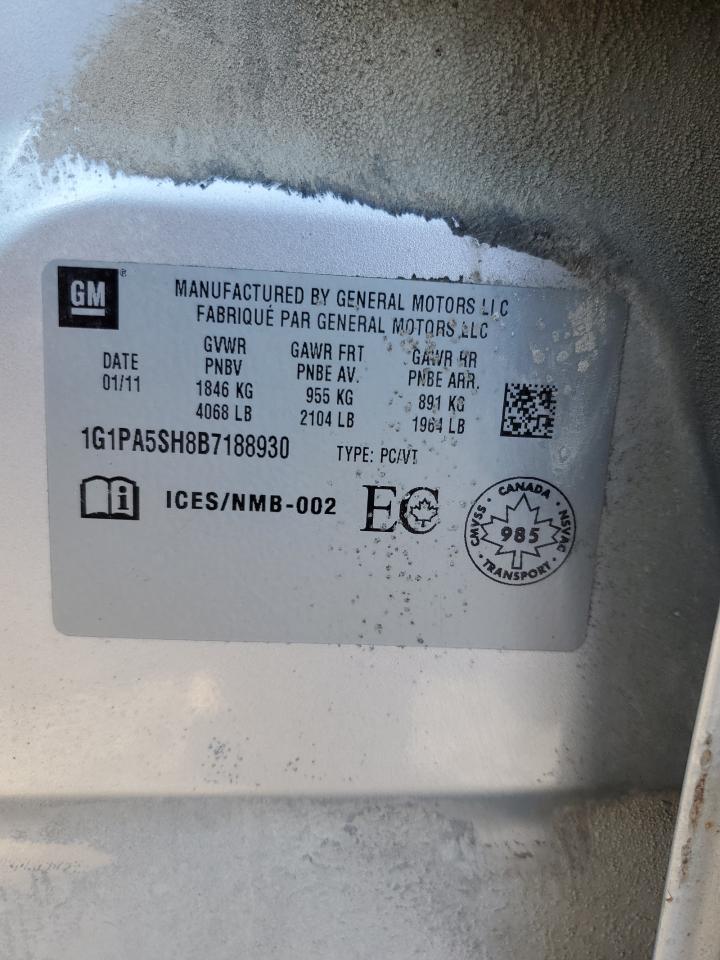 GM ®
MANUFACTURED BY GENERAL MOTORS LLC
FABRIQUÉ PAR GENERAL MOTORS LLC
DATE
01/11
GVWR
PNBV
1846 KG
4068 LB
GAWR FRT
PNBE AV.
955 KG
2104 LB
GAWR RR
PNBE ARR.
891 KG
1964 LB
1G1PA5SH8B7188930 TYPE: PC/VT
i ICES/NMB-002 EC
CMVSS · CANADA · NSVAC
985
· TRANSPORT ·